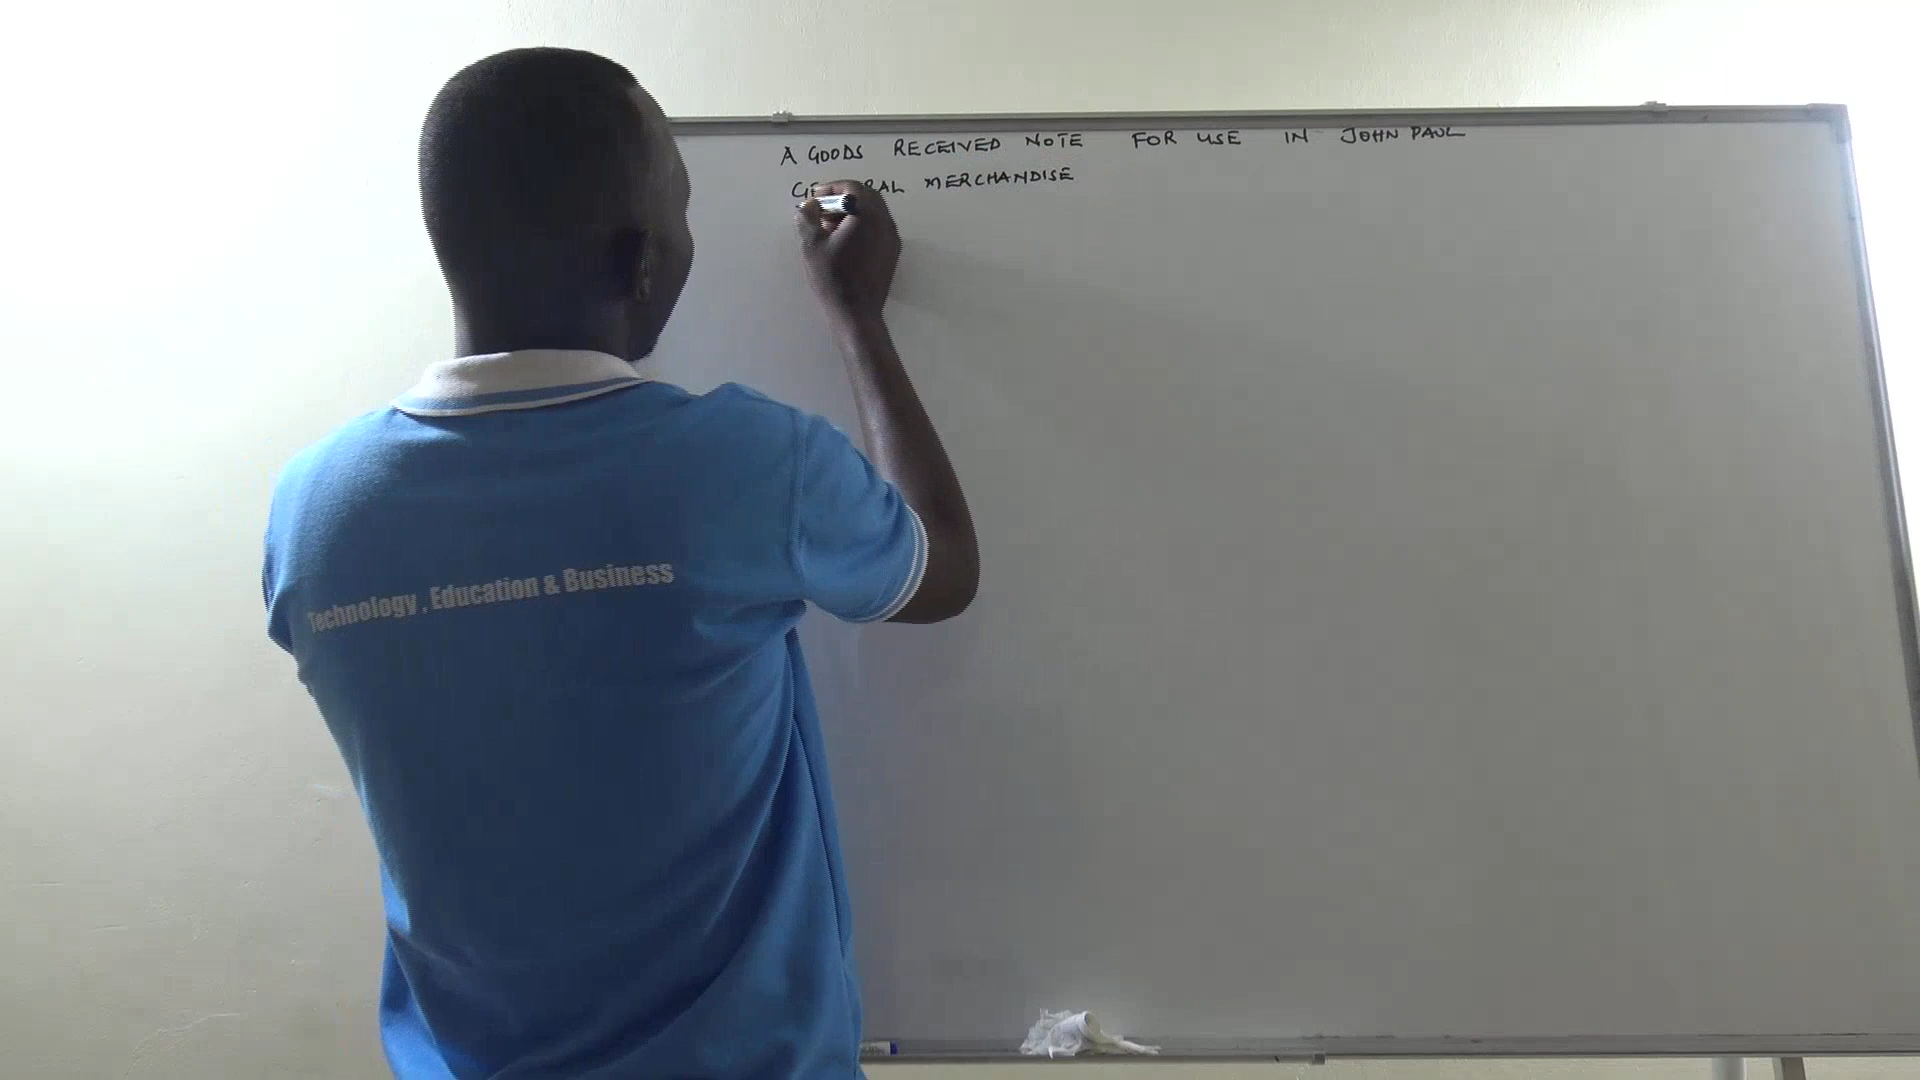 A GOODS RECEIVED NOTE FOR USE IN JOHN PAUL
MERCHANDISE
Technology, Education & Business